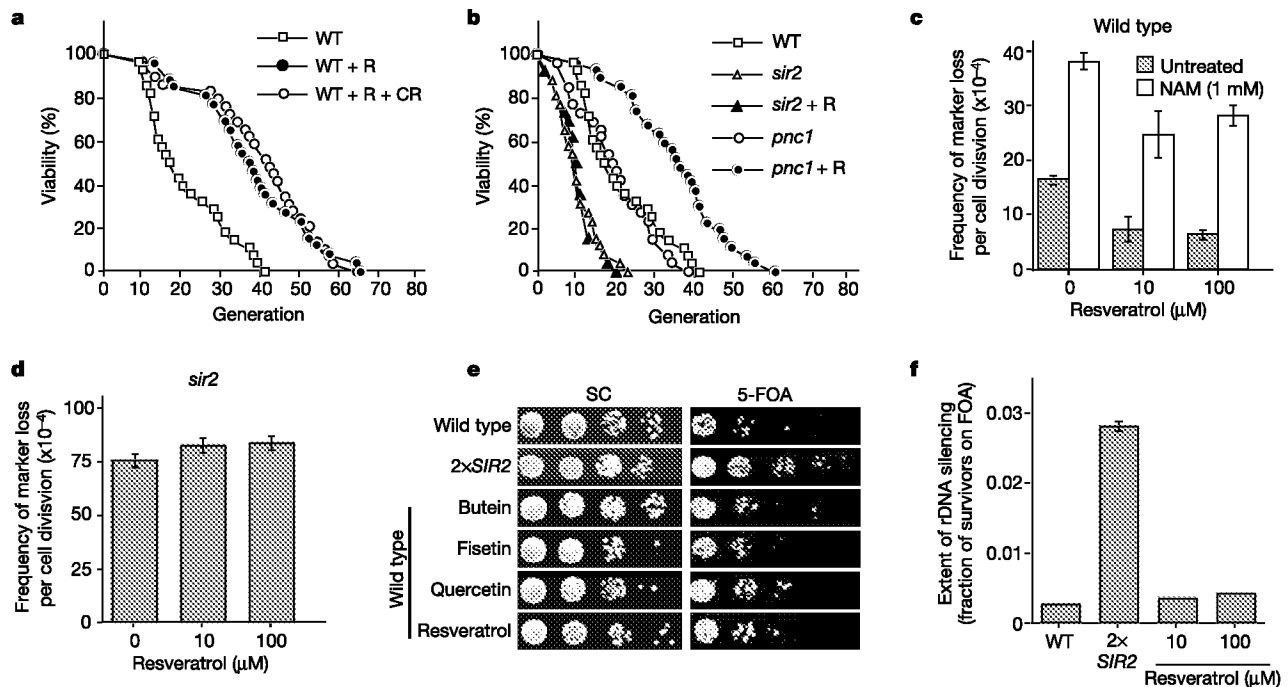 a
WT
WT + R
WT + R + CR
Viability (%)
100
80
60
40
20
0
0 10 20 30 40 50 60 70 80
Generation
b
WT
sir2
sir2 + R
pnc1
pnc1 + R
Viability (%)
100
80
60
40
20
0
0 10 20 30 40 50 60 70 80
Generation
c
Wild type
Untreated
NAM (1 mM)
Frequency of marker loss
per cell divisvion (x10–4)
40
30
20
10
0
0 10 100
Resveratrol (μM)
d
sir2
Frequency of marker loss
per cell division (x10–4)
100
75
50
25
0
0 10 100
Resveratrol (μM)
e
SC 5-FOA
Wild type
2×SIR2
Butein
Fisetin
Quercetin
Resveratrol
Wild type
f
Extent of rDNA silencing
(fraction of survivors on FOA)
0.03
0.02
0.01
0
WT 2× 10 100
SIR2
Resveratrol (μM)